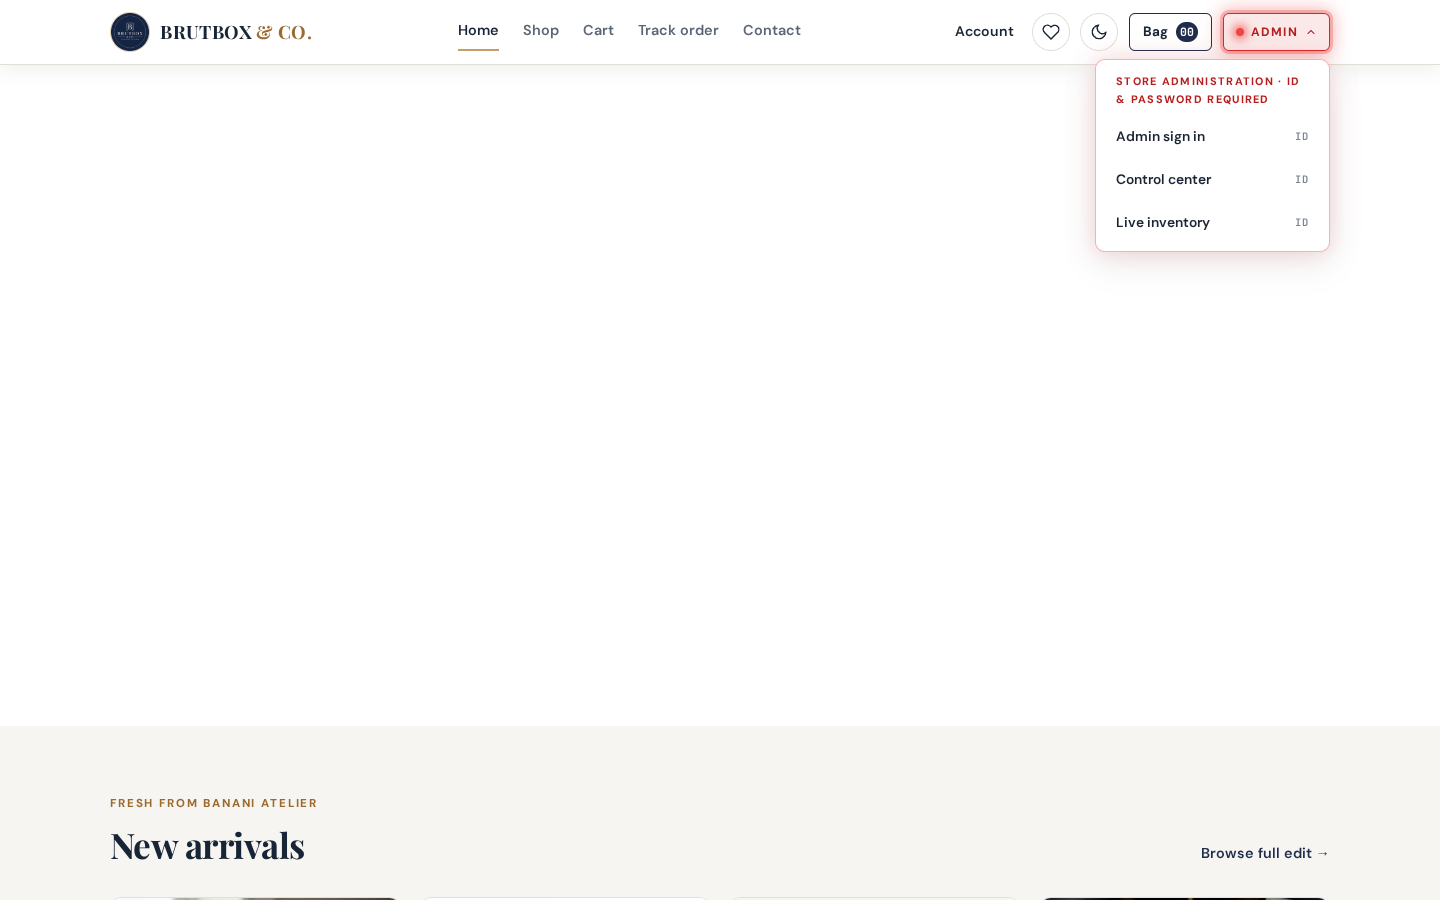 BRUTBOX & CO.
Home
Shop
Cart
Track order
Contact
Account
Bag 00
ADMIN
STORE ADMINISTRATION · ID
& PASSWORD REQUIRED
Admin sign in ID
Control center ID
Live inventory ID
FRESH FROM BANANI ATELIER
New arrivals
Browse full edit →